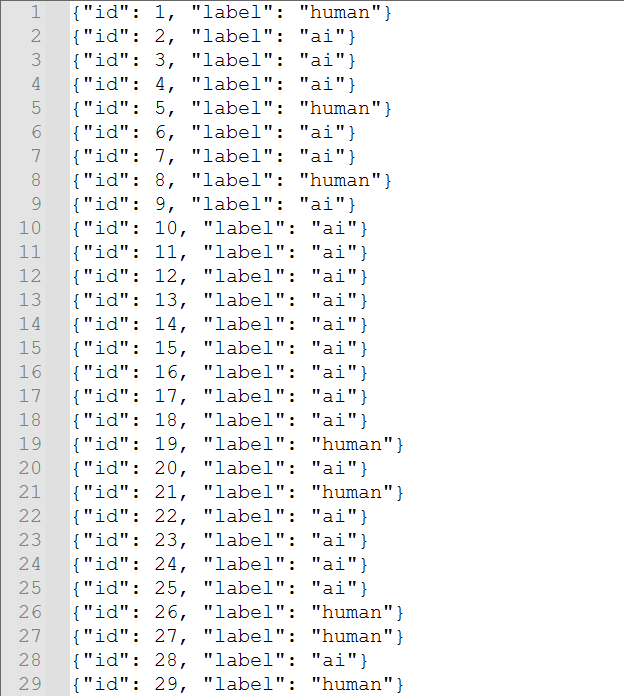 1 {"id": 1, "label": "human"}
2 {"id": 2, "label": "ai"}
3 {"id": 3, "label": "ai"}
4 {"id": 4, "label": "ai"}
5 {"id": 5, "label": "human"}
6 {"id": 6, "label": "ai"}
7 {"id": 7, "label": "ai"}
8 {"id": 8, "label": "human"}
9 {"id": 9, "label": "ai"}
10 {"id": 10, "label": "ai"}
11 {"id": 11, "label": "ai"}
12 {"id": 12, "label": "ai"}
13 {"id": 13, "label": "ai"}
14 {"id": 14, "label": "ai"}
15 {"id": 15, "label": "ai"}
16 {"id": 16, "label": "ai"}
17 {"id": 17, "label": "ai"}
18 {"id": 18, "label": "ai"}
19 {"id": 19, "label": "human"}
20 {"id": 20, "label": "ai"}
21 {"id": 21, "label": "human"}
22 {"id": 22, "label": "ai"}
23 {"id": 23, "label": "ai"}
24 {"id": 24, "label": "ai"}
25 {"id": 25, "label": "ai"}
26 {"id": 26, "label": "human"}
27 {"id": 27, "label": "human"}
28 {"id": 28, "label": "ai"}
29 {"id": 29, "label": "human"}